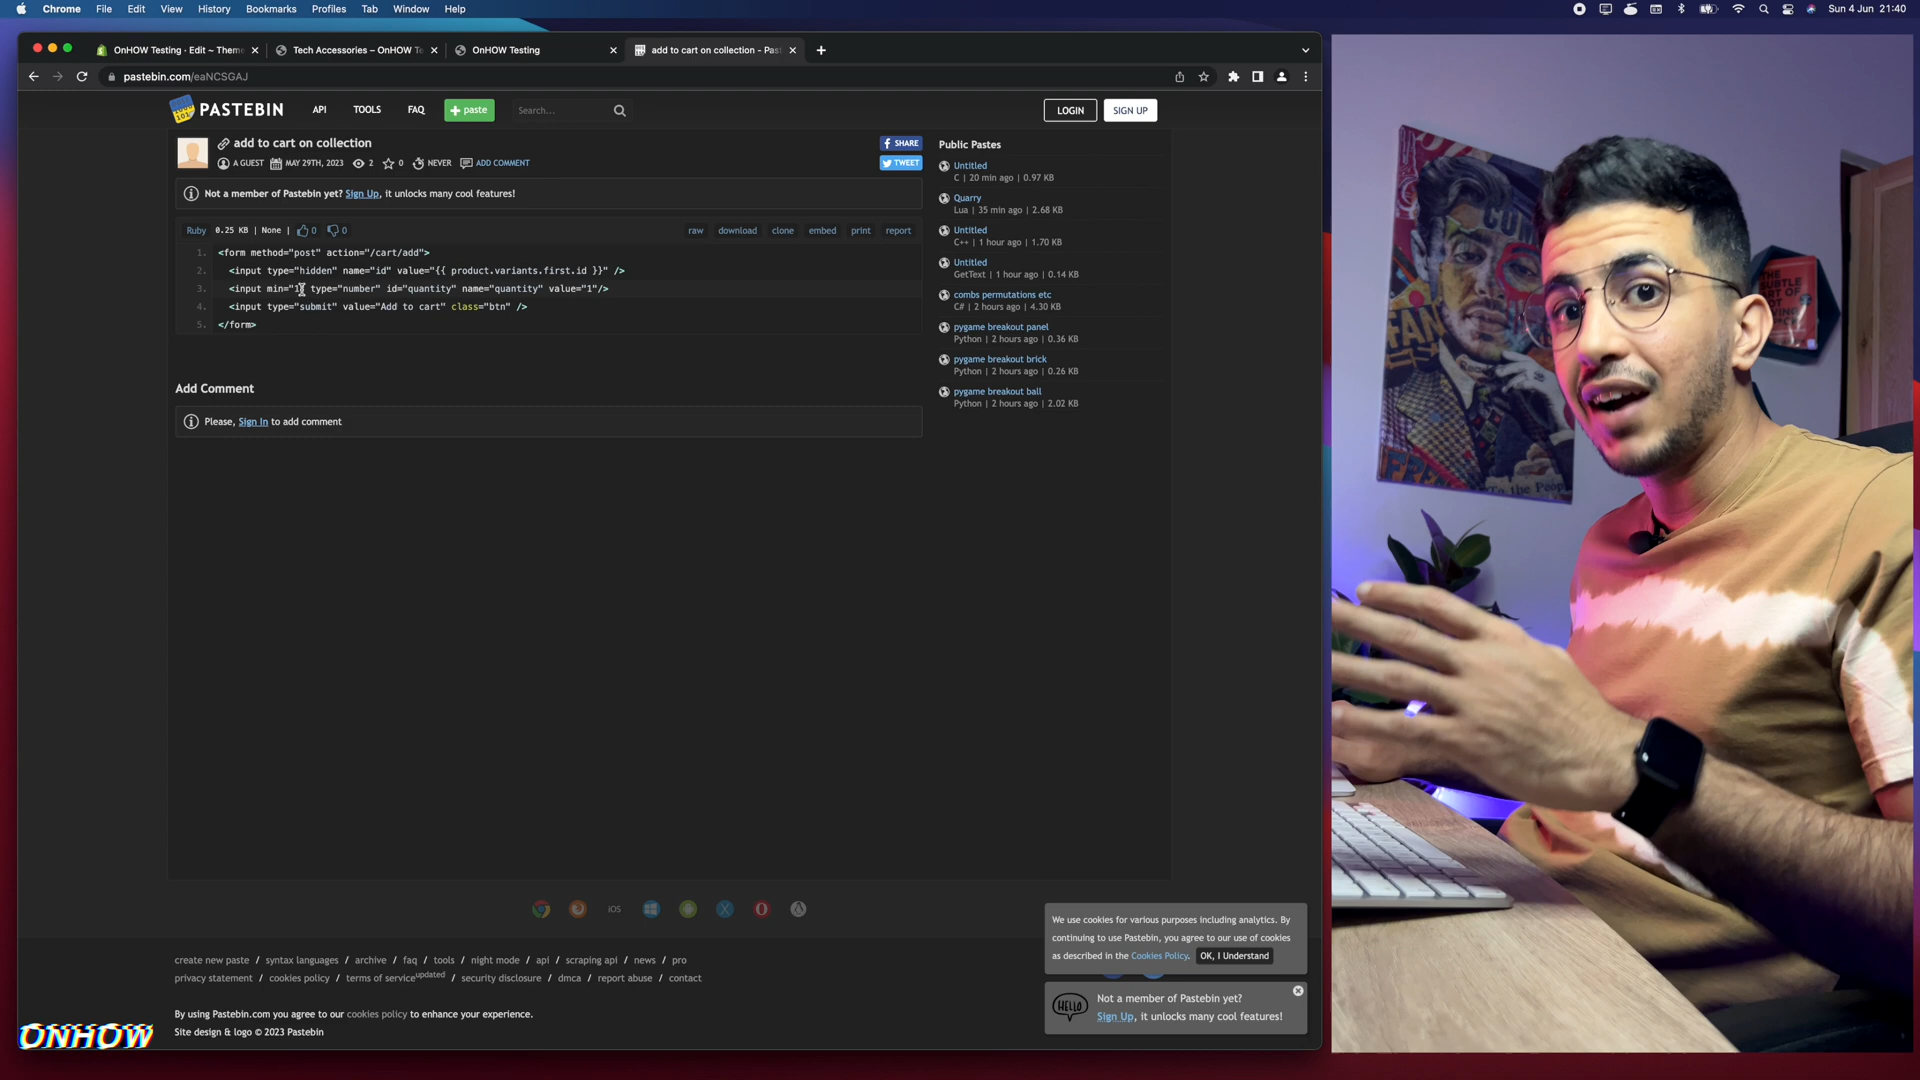 Chrome File Edit View History Bookmarks Profiles Tab Window Help Sun 4 Jun 21:40
OnHOW Testing · Edit ~ Them Tech Accessories – OnHOW Te OnHOW Testing add to cart on collection - Past
pastebin.com/eaNCSGAJ
PASTEBIN API TOOLS FAQ + paste Search... LOGIN SIGN UP
add to cart on collection
A GUEST MAY 29TH, 2023 2 0 NEVER ADD COMMENT
SHARE
TWEET
Not a member of Pastebin yet? Sign Up, it unlocks many cool features!
Ruby 0.25 KB | None | 0 0 raw download clone embed print report
1. <form method="post" action="/cart/add">
2. <input type="hidden" name="id" value="{{ product.variants.first.id }}" />
3. <input min="1" type="number" id="quantity" name="quantity" value="1"/>
4. <input type="submit" value="Add to cart" class="btn" />
5. </form>
Add Comment
Please, Sign In to add comment
Public Pastes
Untitled
C | 20 min ago | 0.97 KB
Quarry
Lua | 35 min ago | 2.68 KB
Untitled
C++ | 1 hour ago | 1.70 KB
Untitled
GetText | 1 hour ago | 0.14 KB
combs permutations etc
C# | 2 hours ago | 4.30 KB
pygame breakout panel
Python | 2 hours ago | 0.36 KB
pygame breakout brick
Python | 2 hours ago | 0.26 KB
pygame breakout ball
Python | 2 hours ago | 2.02 KB
iOS
We use cookies for various purposes including analytics. By
continuing to use Pastebin, you agree to our use of cookies
as described in the Cookies Policy. OK, I Understand
HELLO
Not a member of Pastebin yet?
Sign Up, it unlocks many cool features!
create new paste / syntax languages / archive / faq / tools / night mode / api / scraping api / news / pro
privacy statement / cookies policy / terms of service updated / security disclosure / dmca / report abuse / contact
By using Pastebin.com you agree to our cookies policy to enhance your experience.
Site design & logo © 2023 Pastebin
ONHOW
THE
SUBTLE
ART OF